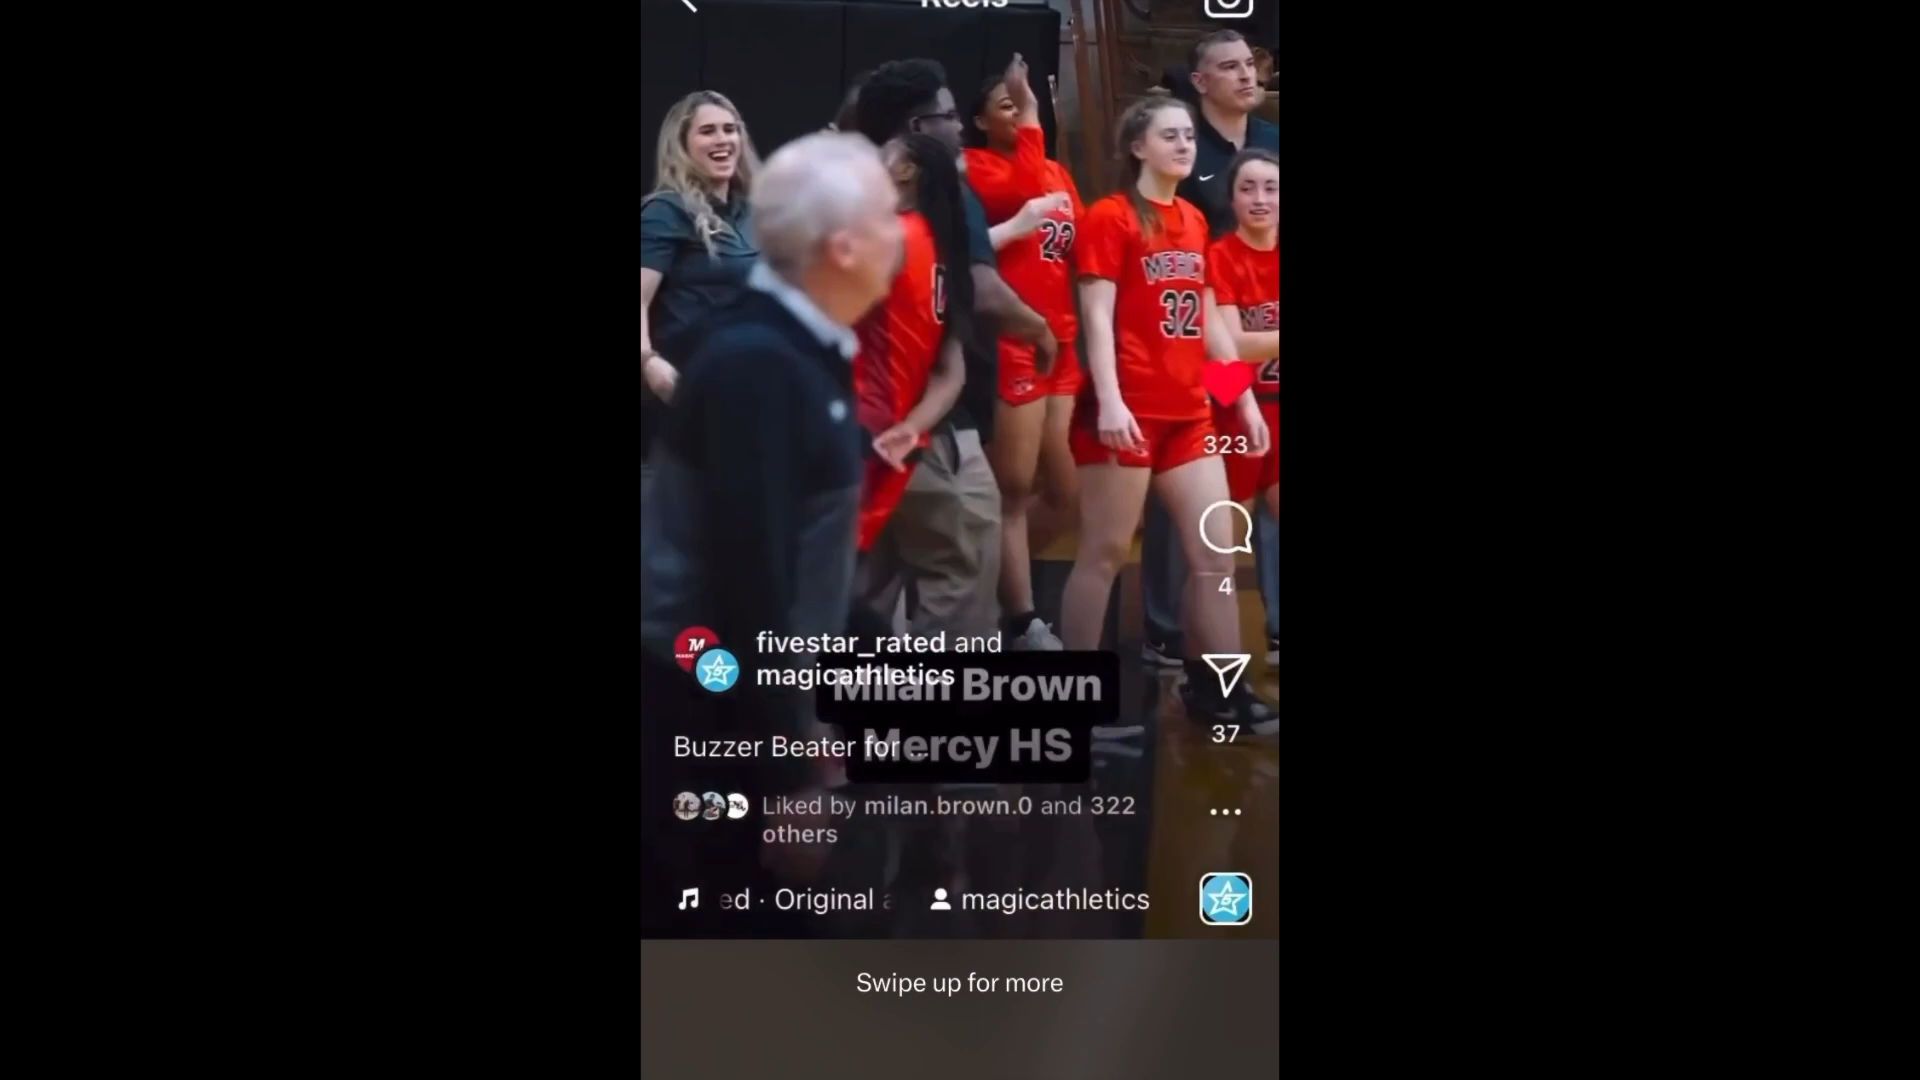 Reels
23
MERCY
32
0
323
4
fivestar_rated and
magicathletics
Milan Brown
Buzzer Beater for ...
Mercy HS
37
Liked by milan.brown.0 and 322
others
ed · Original
magicathletics
Swipe up for more